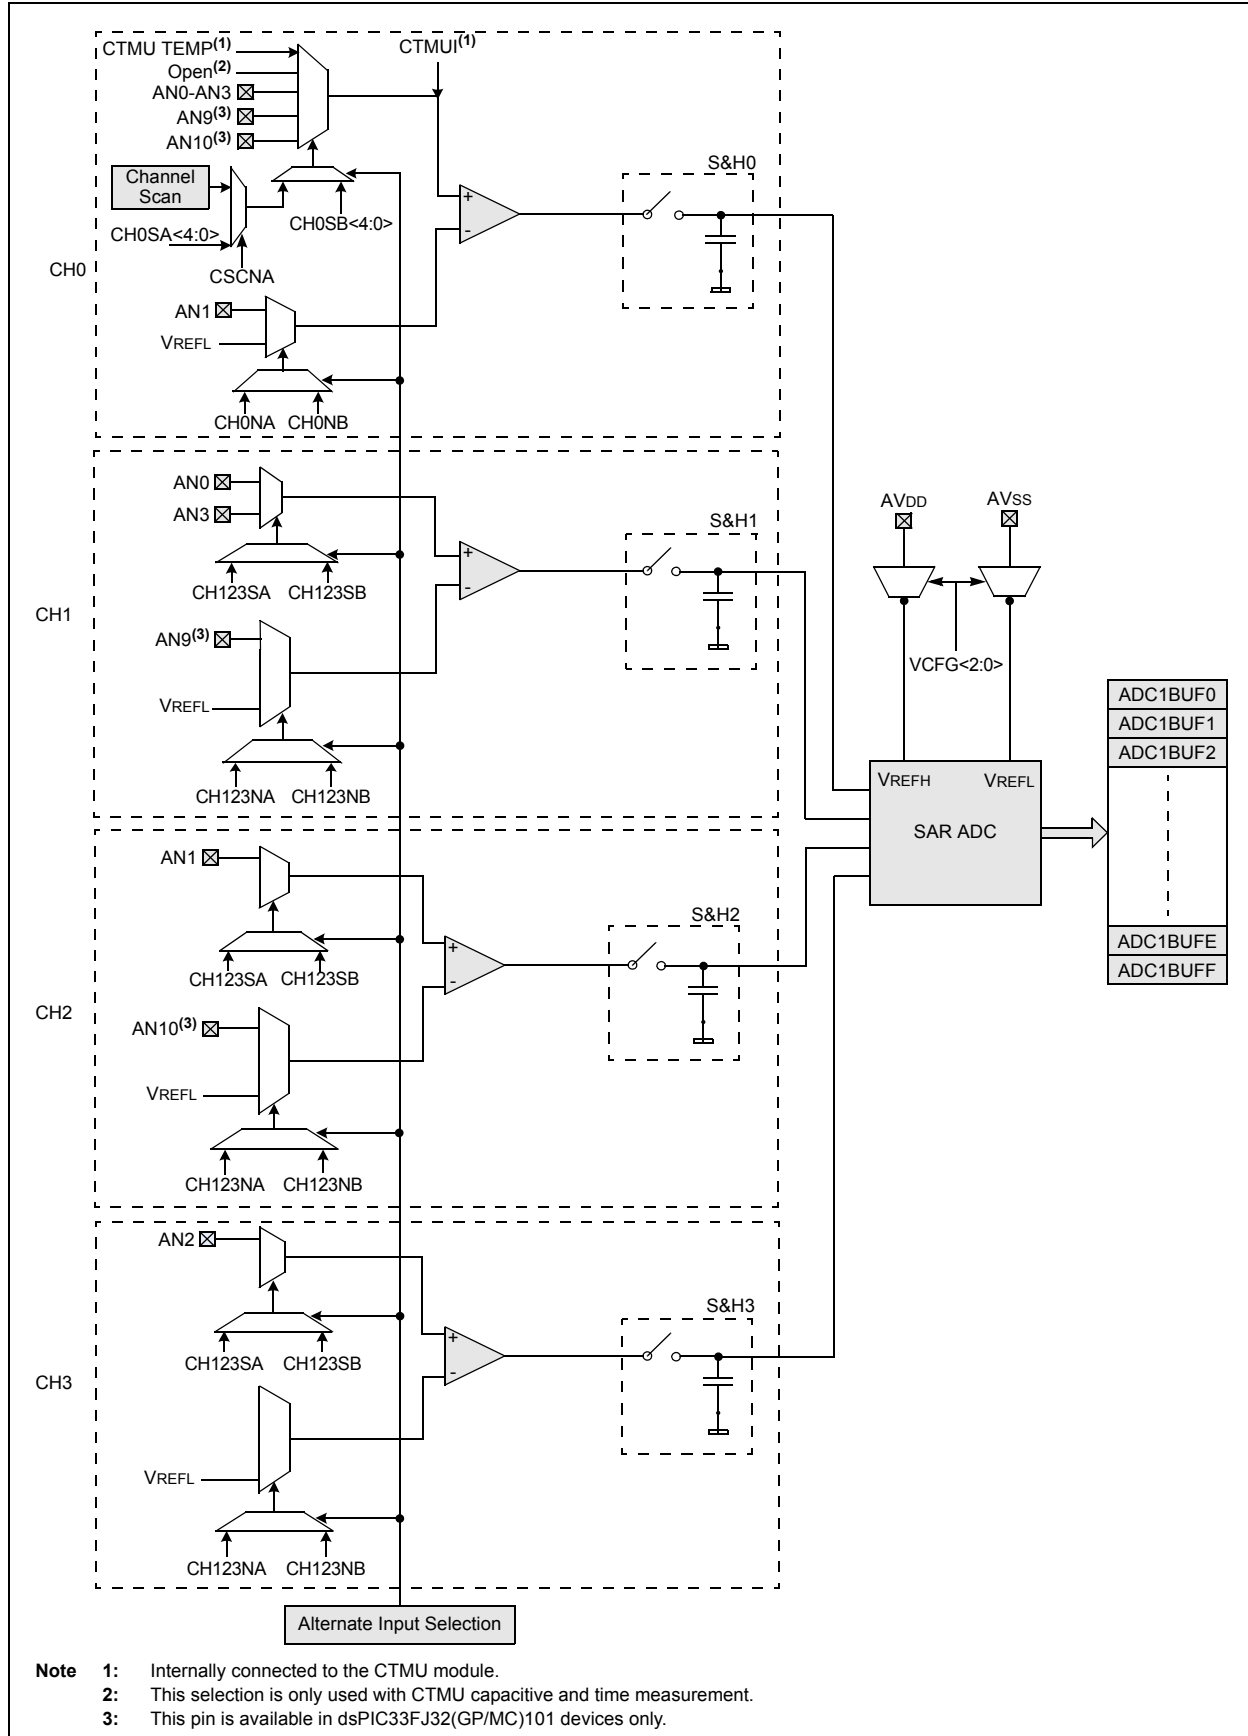 CTMU TEMP(1)
Open(2)
AN0-AN3
AN9(3)
AN10(3)
CTMUI(1)
Channel
Scan
CH0SA<4:0>
CH0SB<4:0>
CSCNA
CH0
AN1
VREFL
CH0NA CH0NB
+
-
S&H0
AN0
AN3
CH123SA CH123SB
CH1
AN9(3)
VREFL
CH123NA CH123NB
+
-
S&H1
AN1
CH123SA CH123SB
CH2
AN10(3)
VREFL
CH123NA CH123NB
+
-
S&H2
AN2
CH123SA CH123SB
CH3
VREFL
CH123NA CH123NB
+
-
S&H3
AVDD AVSS
VCFG<2:0>
VREFH VREFL
SAR ADC
ADC1BUF0
ADC1BUF1
ADC1BUF2
ADC1BUFE
ADC1BUFF
Alternate Input Selection
Note 1: Internally connected to the CTMU module.
2: This selection is only used with CTMU capacitive and time measurement.
3: This pin is available in dsPIC33FJ32(GP/MC)101 devices only.